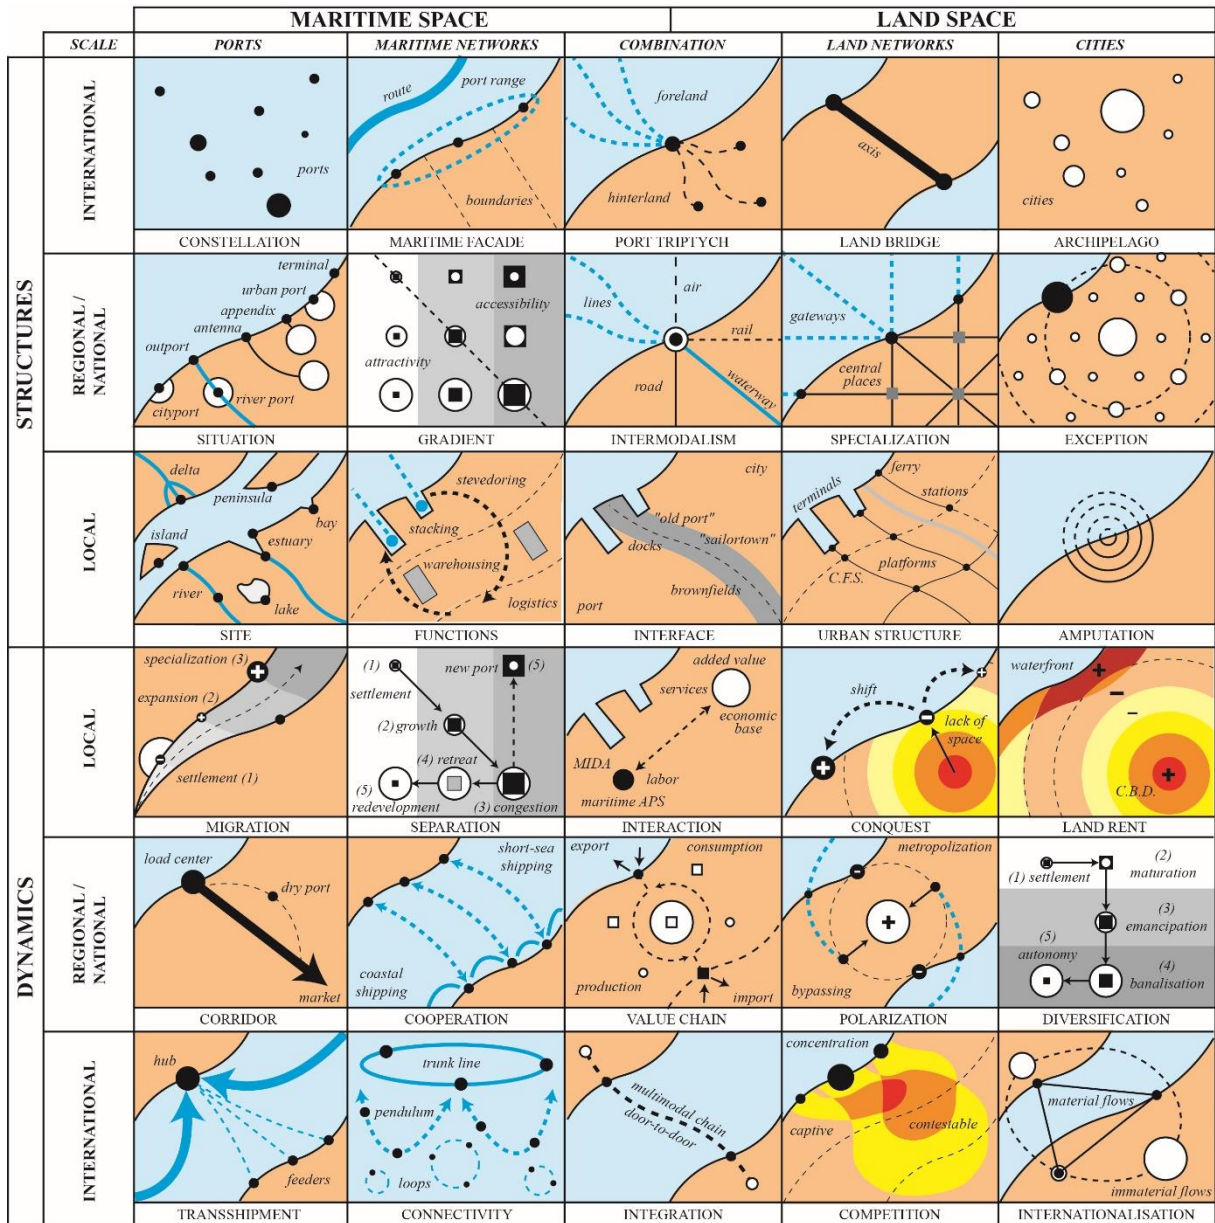 MARITIME SPACE
LAND SPACE
SCALE
PORTS
MARITIME NETWORKS
COMBINATION
LAND NETWORKS
CITIES
STRUCTURES
INTERNATIONAL
ports
CONSTELLATION
route
port range
boundaries
MARITIME FACADE
foreland
hinterland
PORT TRIPTYCH
axis
LAND BRIDGE
cities
ARCHIPELAGO
REGIONAL /
NATIONAL
terminal
urban port
appendix
antenna
outport
river port
cityport
SITUATION
accessibility
attractivity
GRADIENT
air
lines
rail
road
waterway
INTERMODALISM
gateways
central
places
SPECIALIZATION
EXCEPTION
LOCAL
delta
peninsula
bay
island
estuary
river
lake
SITE
stevedoring
stacking
warehousing
logistics
FUNCTIONS
city
"old port"
"sailortown"
docks
brownfields
port
INTERFACE
ferry
terminals
stations
platforms
C.F.S.
URBAN STRUCTURE
AMPUTATION
DYNAMICS
LOCAL
specialization (3)
expansion (2)
settlement (1)
MIGRATION
(1)
new port
(5)
settlement
(2) growth
(4) retreat
(5)
redevelopment
(3) congestion
SEPARATION
added value
services
economic
base
MIDA
labor
maritime APS
INTERACTION
shift
lack of
space
CONQUEST
waterfront
C.B.D.
LAND RENT
REGIONAL /
NATIONAL
load center
dry port
market
CORRIDOR
short-sea
shipping
coastal
shipping
COOPERATION
export
consumption
production
import
VALUE CHAIN
metropolization
bypassing
POLARIZATION
(2)
(1) settlement
maturation
(3)
emancipation
(5)
autonomy
(4)
banalisation
DIVERSIFICATION
INTERNATIONAL
hub
feeders
TRANSSHIPMENT
trunk line
pendulum
loops
CONNECTIVITY
multimodal chain
door-to-door
INTEGRATION
concentration
captive
contestable
COMPETITION
material flows
immaterial flows
INTERNATIONALISATION